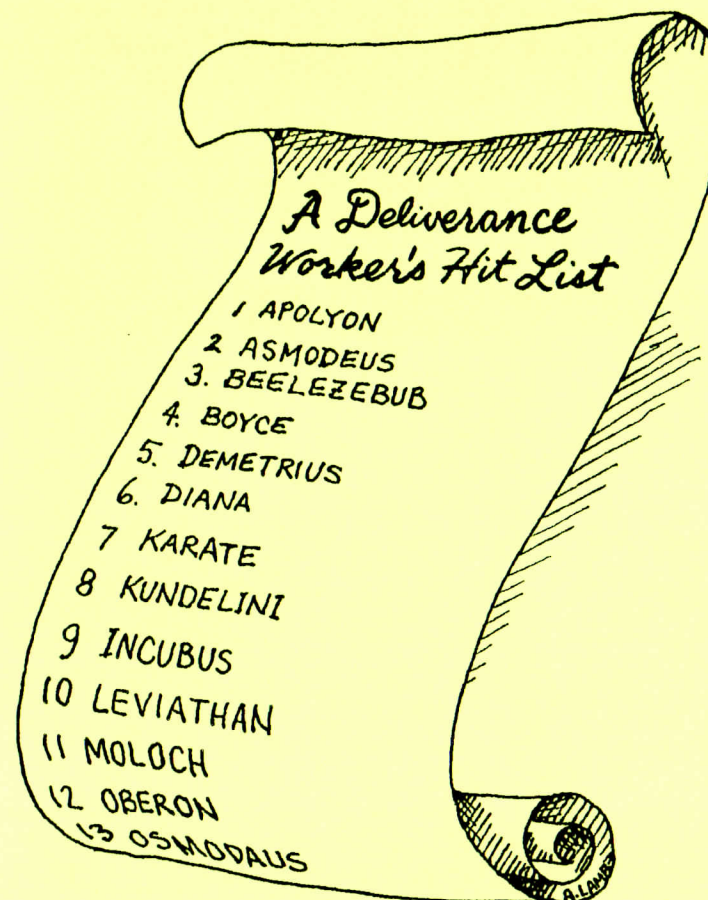 A Deliverance
Worker's Hit List
1 APOLYON
2 ASMODEUS
3. BEELEZEBUB
4. BOYCE
5. DEMETRIUS
6. DIANA
7 KARATE
8 KUNDELINI
9 INCUBUS
10 LEVIATHAN
11 MOLOCH
12 OBERON
13 OSMODAUS
A. LAMB